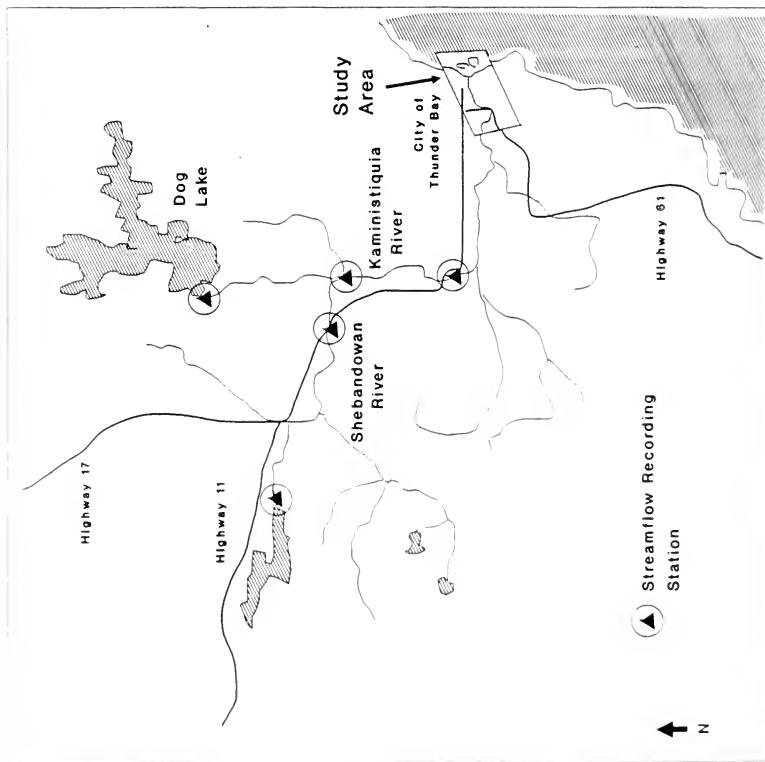 Study
Area
City of
Thunder Bay
Dog
Lake
Kaministiquia
River
Shebandowan
River
Highway 17
Highway 11
Highway 61
Streamflow Recording
Station
N